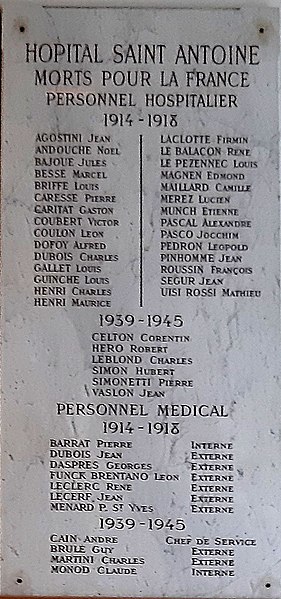 HOPITAL SAINT ANTOINE
MORTS POUR LA FRANCE
PERSONNEL HOSPITALIER
1914-1918
AGOSTINI JEAN
ANDOUCHE NOEL
BAJOUE JULES
BESSE MARCEL
BRIFFE LOUIS
CARESSE PIERRE
CARITAT GASTON
COUBERT VICTOR
COULON LEON
DOFOY ALFRED
DUBOIS CHARLES
GALLET LOUIS
GUINCHE LOUIS
HENRI CHARLES
HENRI MAURICE
LACLOTTE FIRMIN
LE BALACON RENE
LE PEZENNEC LOUIS
MAGNEN EDMOND
MAILLARD CAMILLE
MEREZ LUCIEN
MUNCH ETIENNE
PASCAL ALEXANDRE
PASCO JOCCHIM
PEDRON LEOPOLD
PINHOMME JEAN
ROUSSIN FRANÇOIS
SEGUR JEAN
UISI ROSSI MATHIEU
1939-1945
CELTON CORENTIN
HERO ROBERT
LEBLOND CHARLES
SIMON HUBERT
SIMONETTI PIERRE
VASLON JEAN
PERSONNEL MEDICAL
1914-1918
BARRAT PIERRE INTERNE
DUBOIS JEAN EXTERNE
DASPRES GEORGES EXTERNE
FUNCK BRENTANO LEON EXTERNE
LECLERC RENE EXTERNE
LECERF JEAN EXTERNE
MENARD P. ST YVES EXTERNE
1939-1945
CAIN ANDRE CHEF DE SERVICE
BRULE GUY EXTERNE
MARTINI CHARLES EXTERNE
MONOD CLAUDE INTERNE